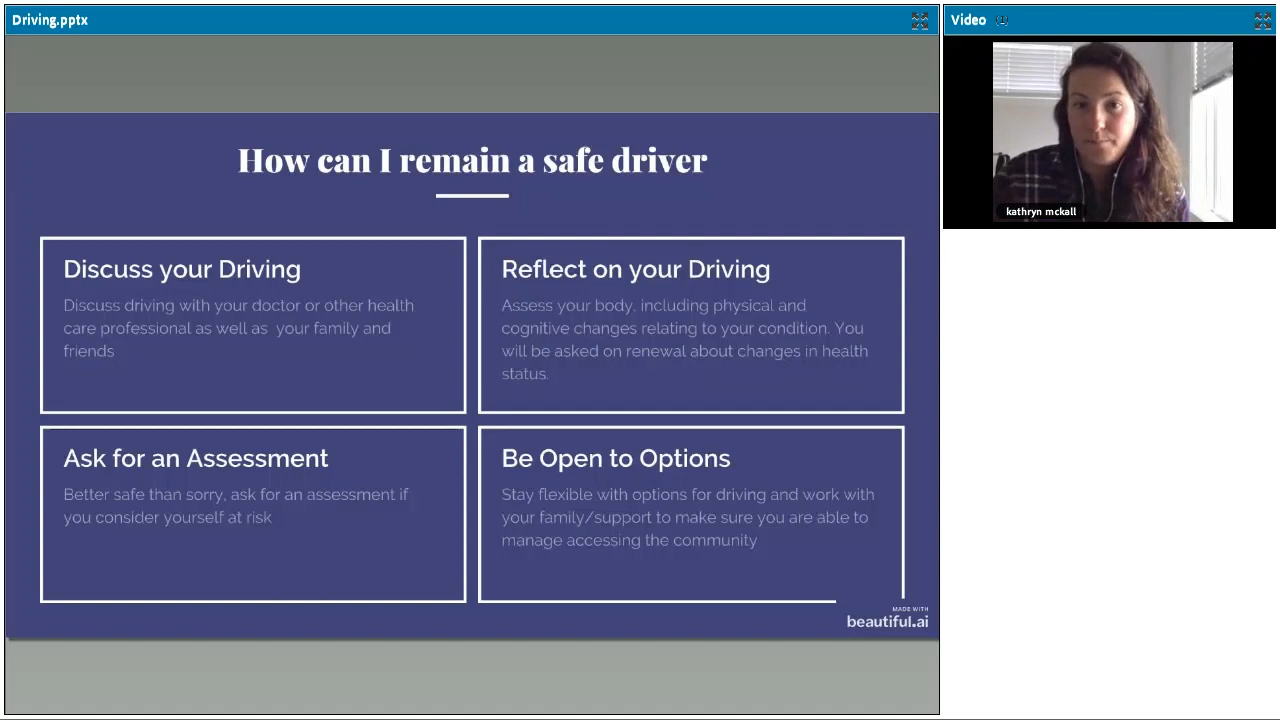 Driving.pptx
Video (1)
kathryn mckall
How can I remain a safe driver
Discuss your Driving
Discuss driving with your doctor or other health
care professional as well as your family and
friends
Reflect on your Driving
Assess your body, including physical and
cognitive changes relating to your condition. You
will be asked on renewal about changes in health
status.
Ask for an Assessment
Better safe than sorry, ask for an assessment if
you consider yourself at risk
Be Open to Options
Stay flexible with options for driving and work with
your family/support to make sure you are able to
manage accessing the community
MADE WITH
beautiful.ai